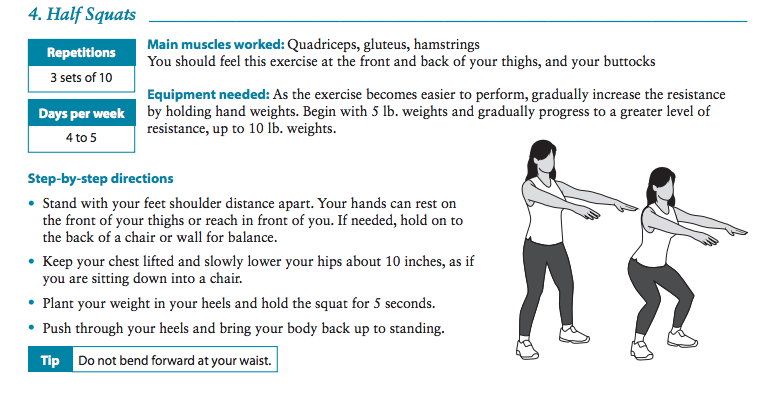 4. Half Squats
Repetitions
3 sets of 10
Days per week
4 to 5
Main muscles worked: Quadriceps, gluteus, hamstrings
You should feel this exercise at the front and back of your thighs, and your buttocks
Equipment needed: As the exercise becomes easier to perform, gradually increase the resistance
by holding hand weights. Begin with 5 lb. weights and gradually progress to a greater level of
resistance, up to 10 lb. weights.
Step-by-step directions
• Stand with your feet shoulder distance apart. Your hands can rest on
the front of your thighs or reach in front of you. If needed, hold on to
the back of a chair or wall for balance.
• Keep your chest lifted and slowly lower your hips about 10 inches, as if
you are sitting down into a chair.
• Plant your weight in your heels and hold the squat for 5 seconds.
• Push through your heels and bring your body back up to standing.
Tip Do not bend forward at your waist.